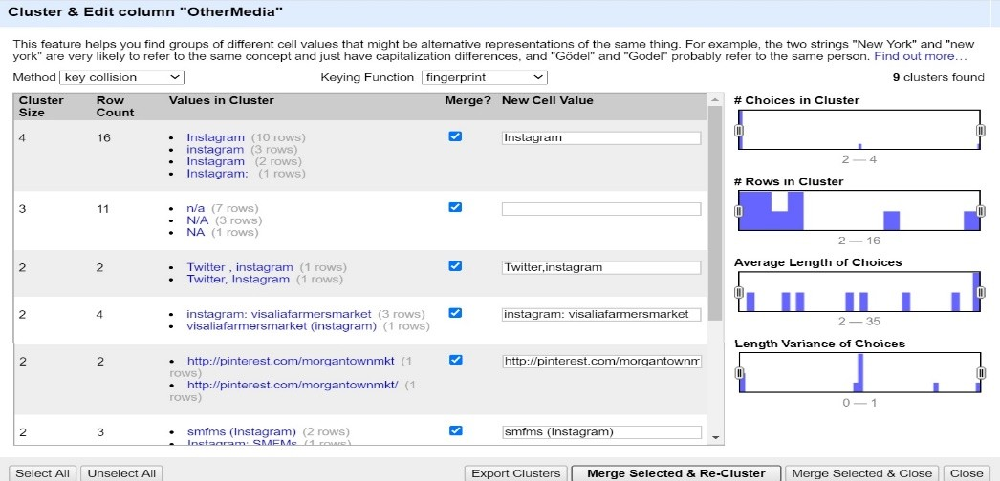 Cluster & Edit column "OtherMedia"
This feature helps you find groups of different cell values that might be alternative representations of the same thing. For example, the two strings "New York" and "new
york" are very likely to refer to the same concept and just have capitalization differences, and "Gödel" and "Godel" probably refer to the same person. Find out more...
Method key collision Keying Function fingerprint 9 clusters found
Cluster Size Row Count Values in Cluster Merge? New Cell Value
4 16 • Instagram (10 rows) Instagram
• instagram (3 rows)
• Instagram (2 rows)
• Instagram: (1 rows)
3 11 • n/a (7 rows)
• N/A (3 rows)
• NA (1 rows)
2 2 • Twitter , instagram (1 rows) Twitter,instagram
• Twitter, Instagram (1 rows)
2 4 • instagram: visaliafarmersmarket (3 rows) instagram: visaliafarmersmarket
• visaliafarmersmarket (instagram) (1 rows)
2 2 • http://pinterest.com/morgantownmkt (1 http://pinterest.com/morgantownm
rows)
• http://pinterest.com/morgantownmkt/ (1
rows)
2 3 • smfms (Instagram) (2 rows) smfms (Instagram)
• Instagram: SMFMs (1 rows)
# Choices in Cluster
2 — 4
# Rows in Cluster
2 — 16
Average Length of Choices
2 — 35
Length Variance of Choices
0 — 1
Select All Unselect All Export Clusters Merge Selected & Re-Cluster Merge Selected & Close Close